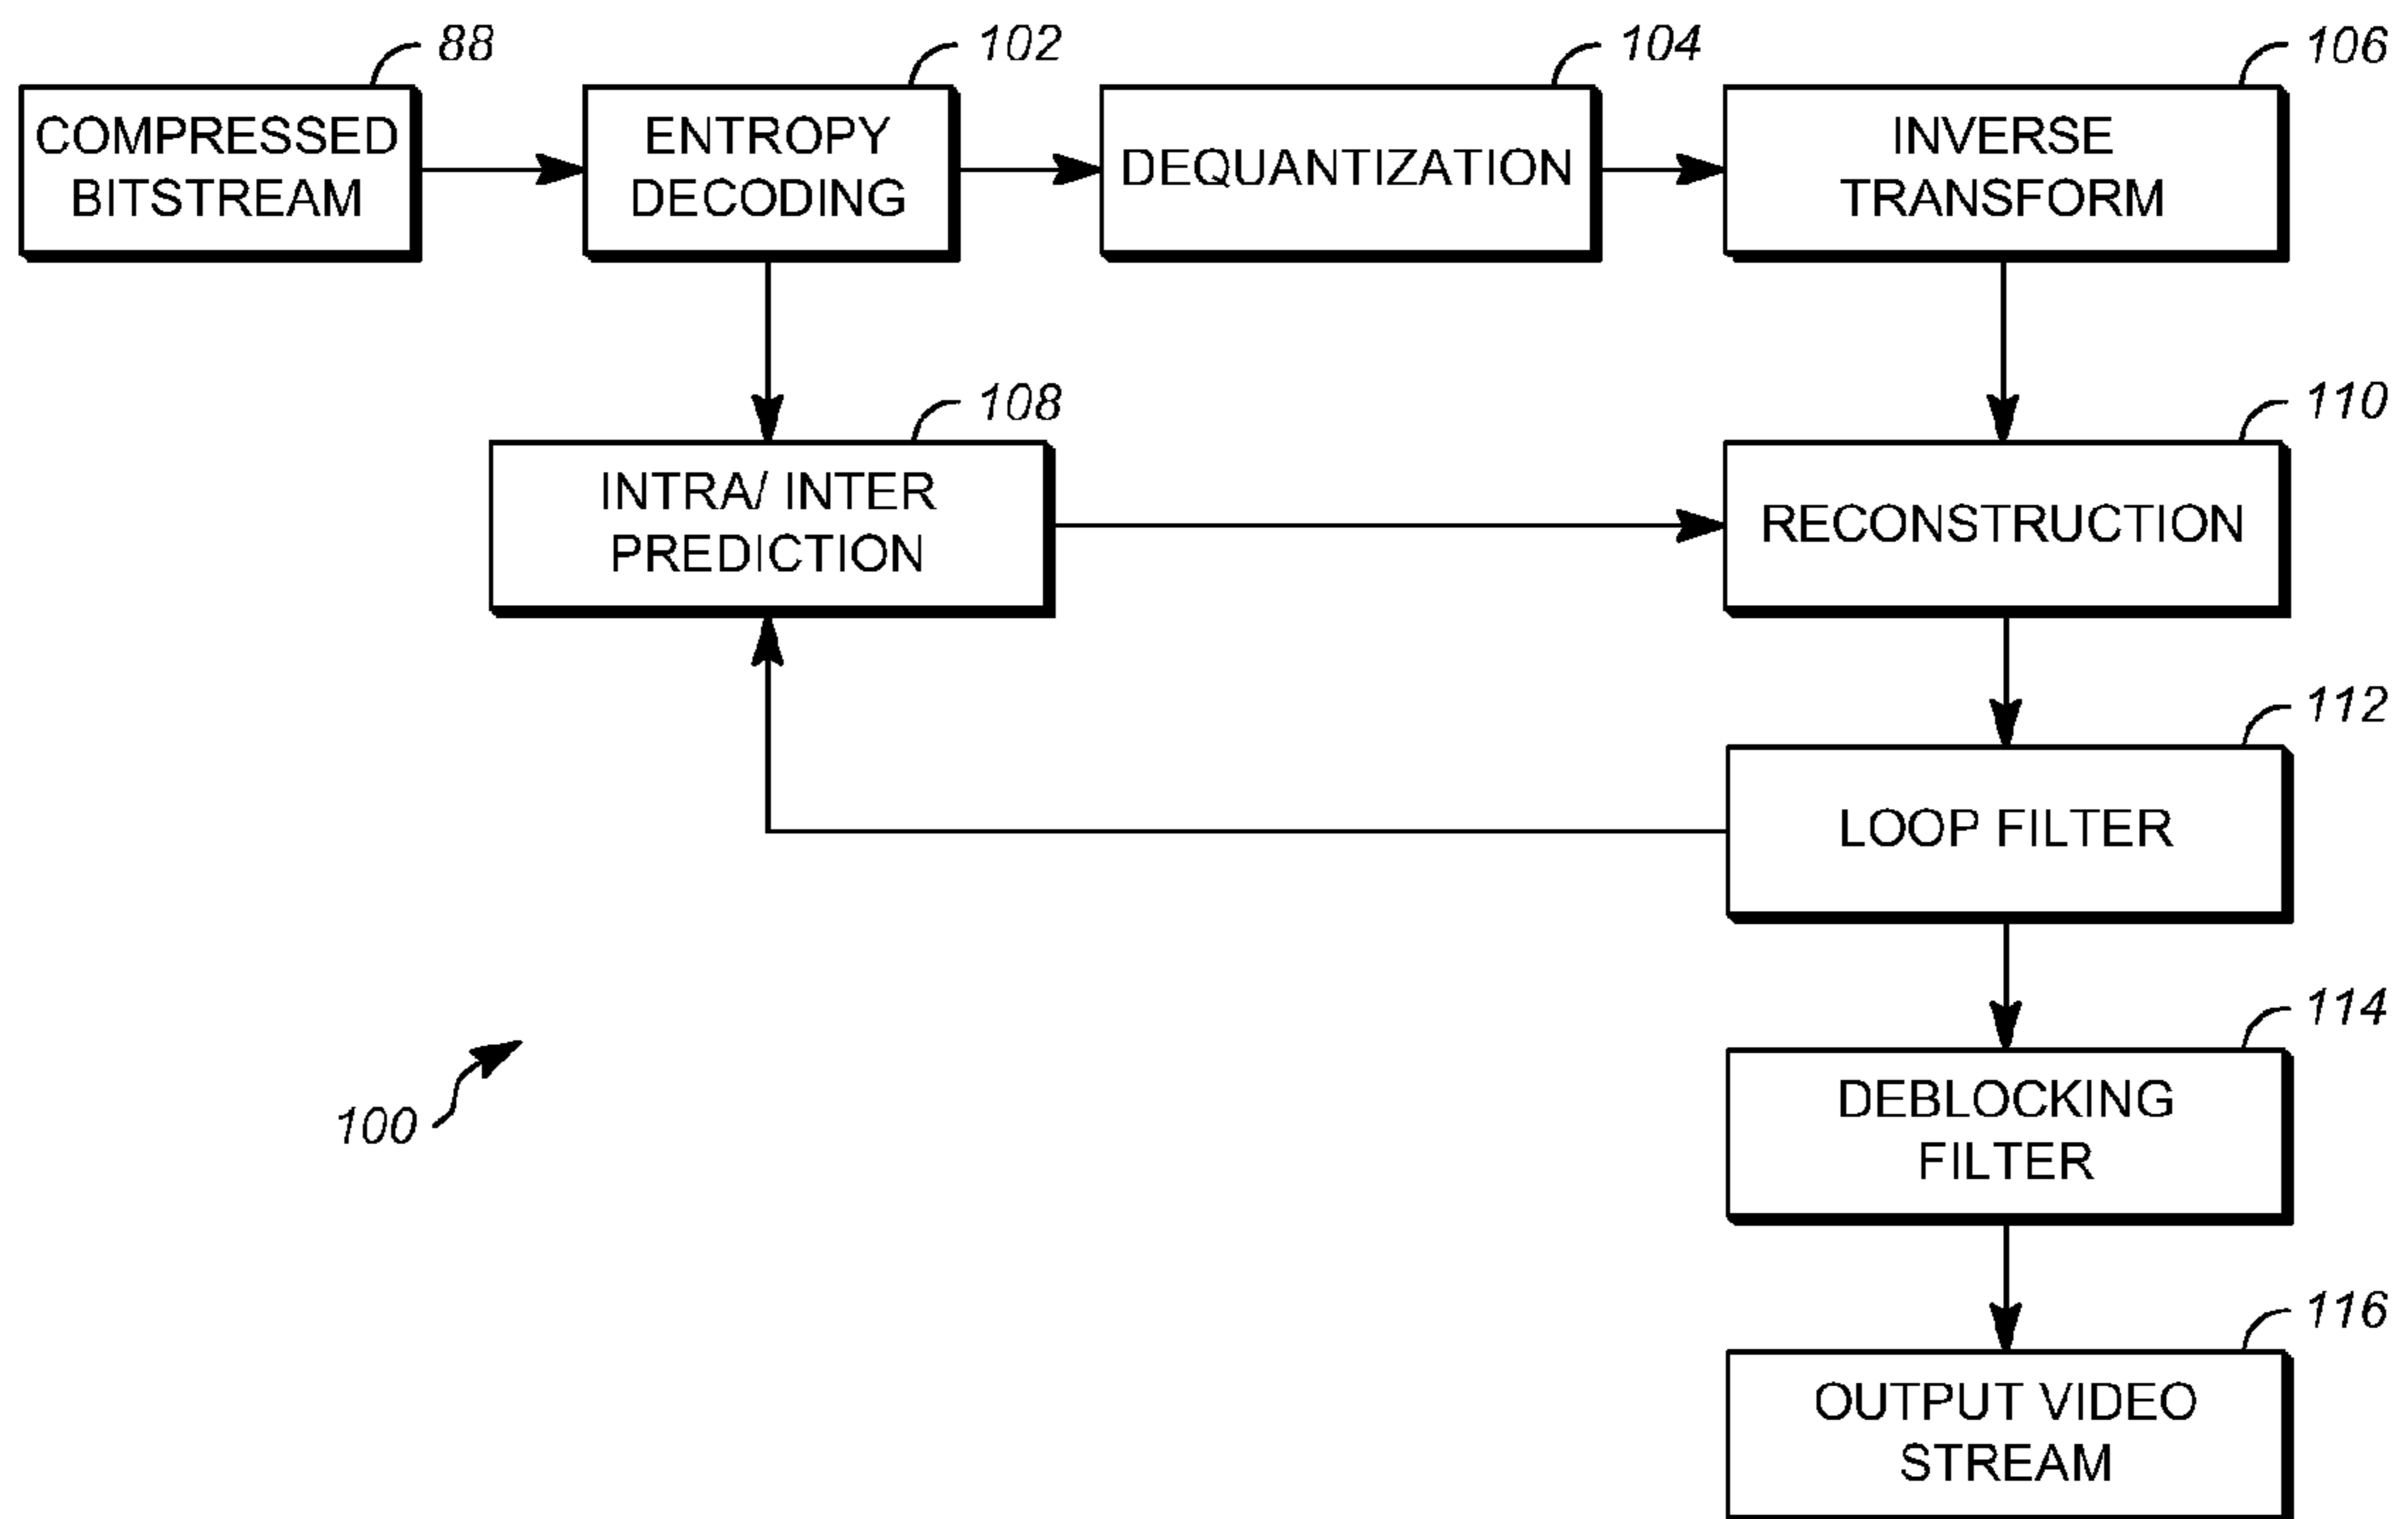 88
102
104
106
COMPRESSED
BITSTREAM
ENTROPY
DECODING
DEQUANTIZATION
INVERSE
TRANSFORM
108
110
INTRA/ INTER
PREDICTION
RECONSTRUCTION
112
LOOP FILTER
114
DEBLOCKING
FILTER
100
116
OUTPUT VIDEO
STREAM